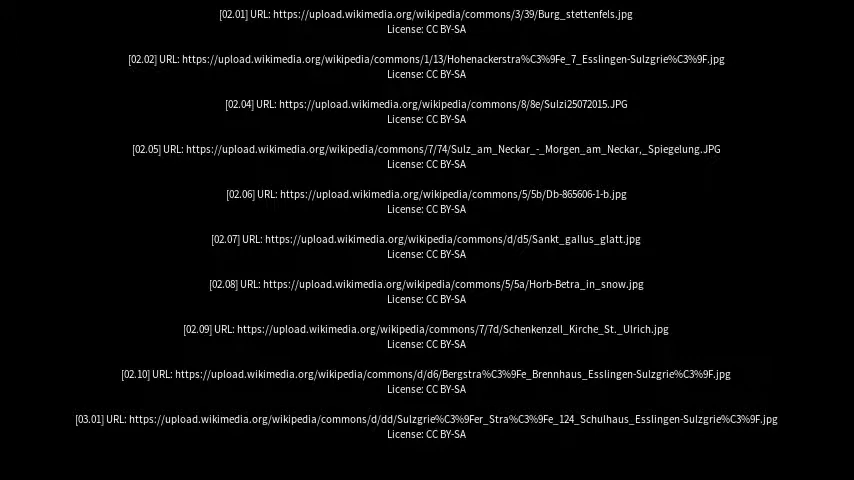 [02.01] URL: https://upload.wikimedia.org/wikipedia/commons/3/39/Burg_stettenfels.jpg
License: CC BY-SA
[02.02] URL: https://upload.wikimedia.org/wikipedia/commons/1/13/Hohenackerstra%C3%9Fe_7_Esslingen-Sulzgrie%C3%9F.jpg
License: CC BY-SA
[02.04] URL: https://upload.wikimedia.org/wikipedia/commons/8/8e/Sulzi25072015.JPG
License: CC BY-SA
[02.05] URL: https://upload.wikimedia.org/wikipedia/commons/7/74/Sulz_am_Neckar_-_Morgen_am_Neckar,_Spiegelung.JPG
License: CC BY-SA
[02.06] URL: https://upload.wikimedia.org/wikipedia/commons/5/5b/Db-865606-1-b.jpg
License: CC BY-SA
[02.07] URL: https://upload.wikimedia.org/wikipedia/commons/d/d5/Sankt_gallus_glatt.jpg
License: CC BY-SA
[02.08] URL: https://upload.wikimedia.org/wikipedia/commons/5/5a/Horb-Betra_in_snow.jpg
License: CC BY-SA
[02.09] URL: https://upload.wikimedia.org/wikipedia/commons/7/7d/Schenkenzell_Kirche_St._Ulrich.jpg
License: CC BY-SA
[02.10] URL: https://upload.wikimedia.org/wikipedia/commons/d/d6/Bergstra%C3%9Fe_Brennhaus_Esslingen-Sulzgrie%C3%9F.jpg
License: CC BY-SA
[03.01] URL: https://upload.wikimedia.org/wikipedia/commons/d/dd/Sulzgrie%C3%9Fer_Stra%C3%9Fe_124_Schulhaus_Esslingen-Sulzgrie%C3%9F.jpg
License: CC BY-SA